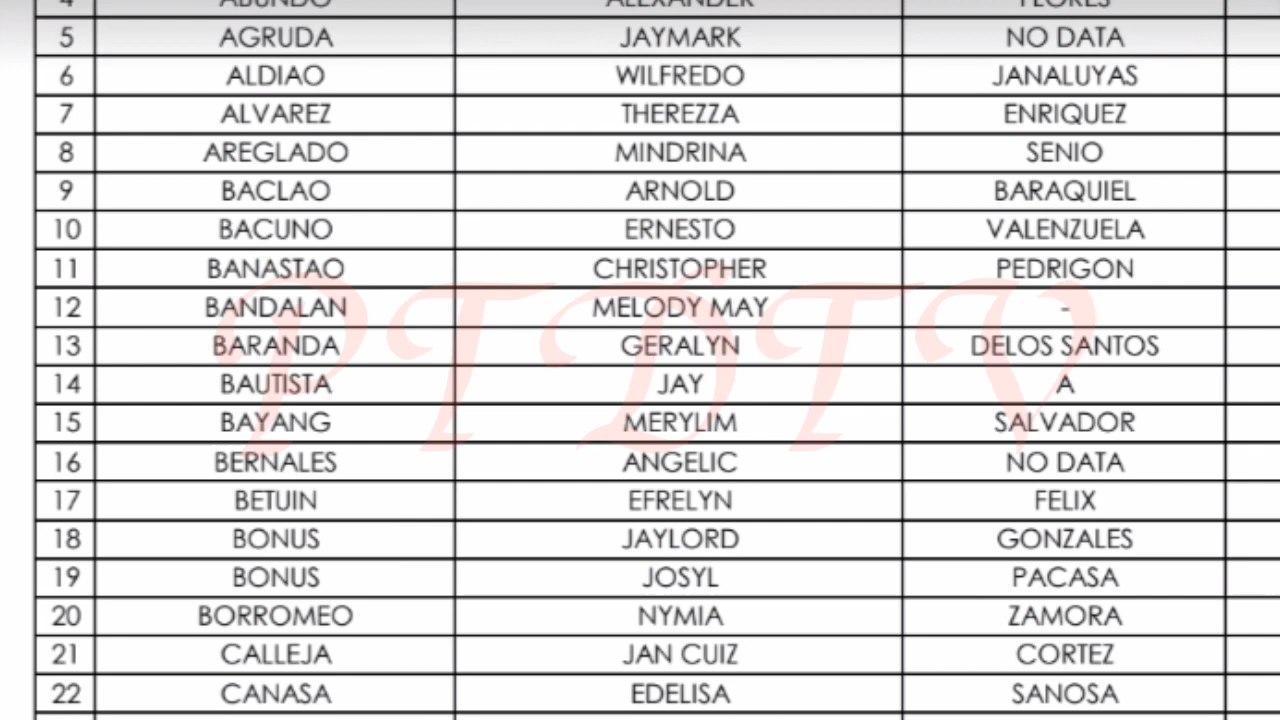 4 ABUNDO ALEXANDER FLORES
5 AGRUDA JAYMARK NO DATA
6 ALDIAO WILFREDO JANALUYAS
7 ALVAREZ THEREZZA ENRIQUEZ
8 AREGLADO MINDRINA SENIO
9 BACLAO ARNOLD BARAQUIEL
10 BACUNO ERNESTO VALENZUELA
11 BANASTAO CHRISTOPHER PEDRIGON
12 BANDALAN MELODY MAY -
13 BARANDA GERALYN DELOS SANTOS
14 BAUTISTA JAY A
15 BAYANG MERYLIM SALVADOR
16 BERNALES ANGELIC NO DATA
17 BETUIN EFRELYN FELIX
18 BONUS JAYLORD GONZALES
19 BONUS JOSYL PACASA
20 BORROMEO NYMIA ZAMORA
21 CALLEJA JAN CUIZ CORTEZ
22 CANASA EDELISA SANOSA
PTDTV